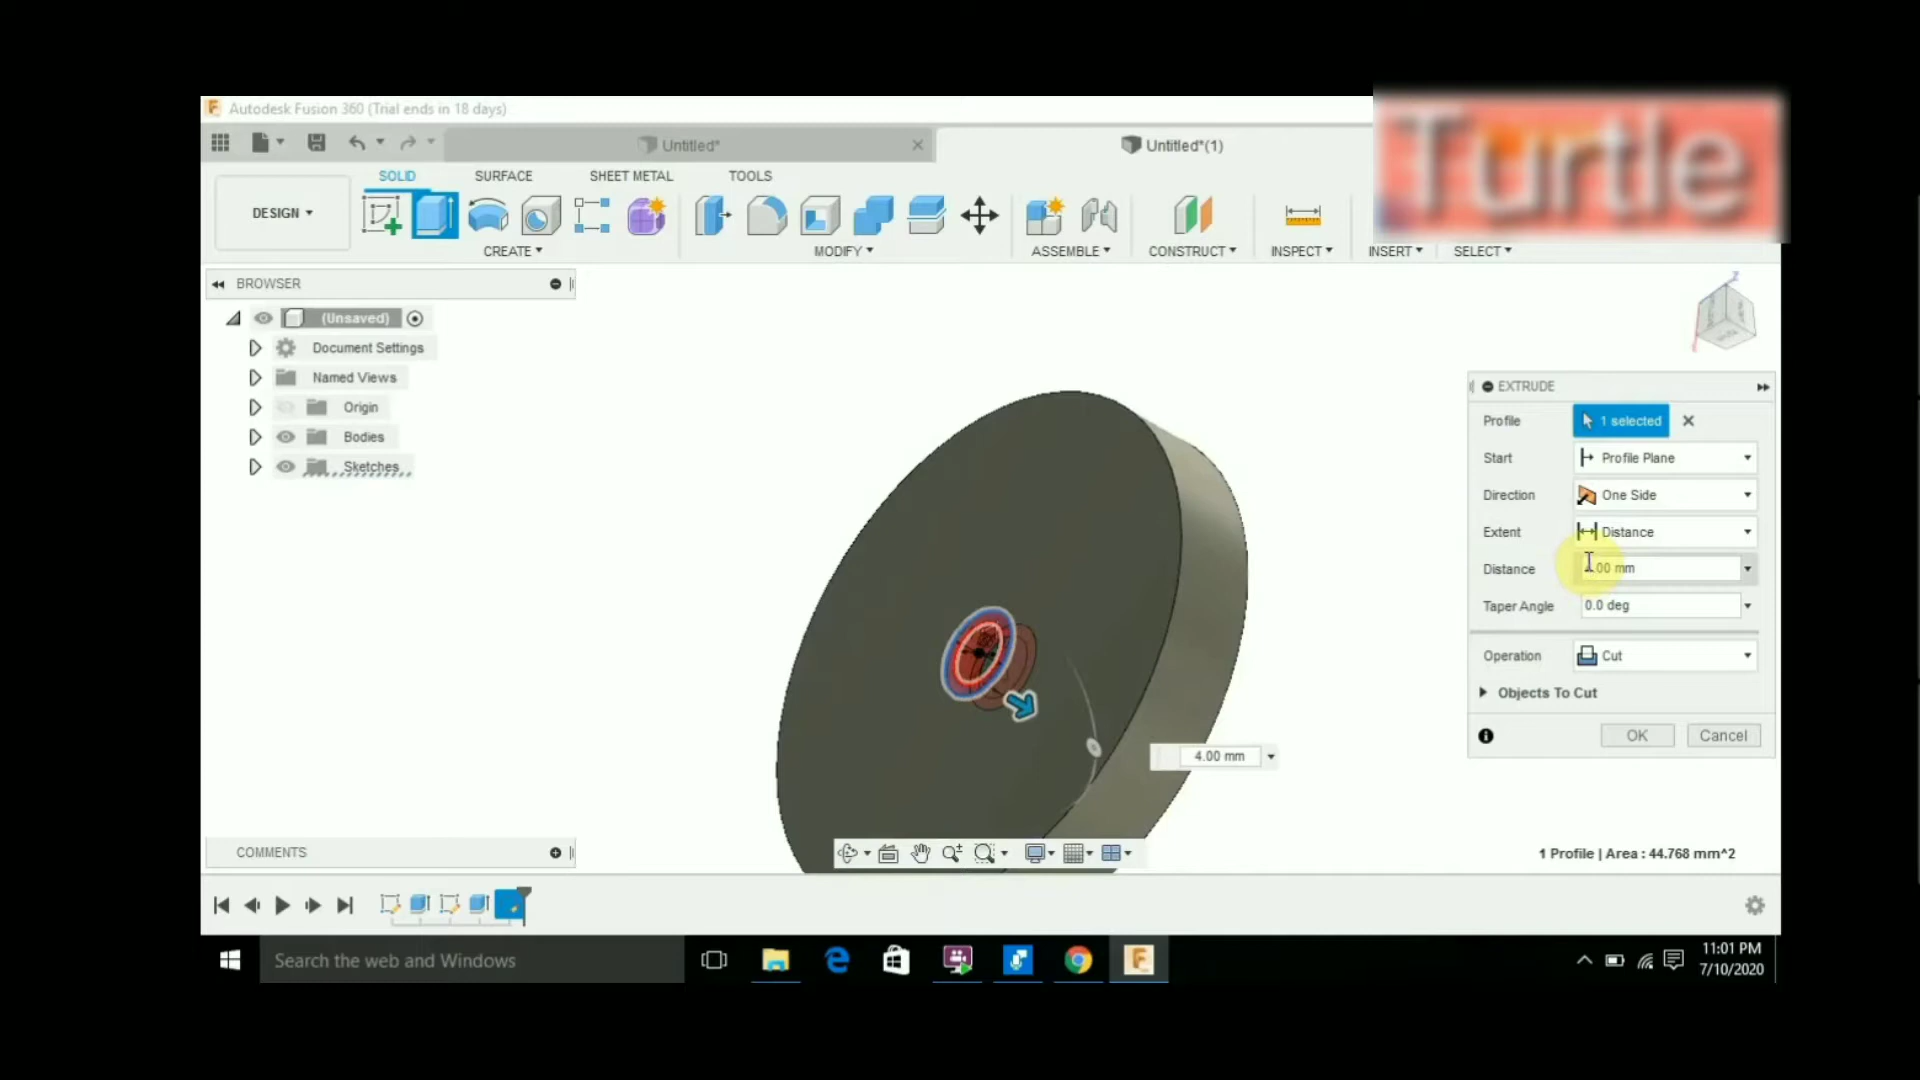 Autodesk Fusion 360 (Trial ends in 18 days)
Turtle
Untitled*
Untitled*(1)
SOLID
SURFACE
SHEET METAL
TOOLS
DESIGN
CREATE
MODIFY
ASSEMBLE
CONSTRUCT
INSPECT
INSERT
SELECT
BROWSER
(Unsaved)
Document Settings
Named Views
Origin
Bodies
Sketches
EXTRUDE
Profile
1 selected
Start
Profile Plane
Direction
One Side
Extent
Distance
Distance
.00 mm
Taper Angle
0.0 deg
Operation
Cut
Objects To Cut
OK
Cancel
4.00 mm
COMMENTS
1 Profile | Area : 44.768 mm^2
Search the web and Windows
11:01 PM
7/10/2020